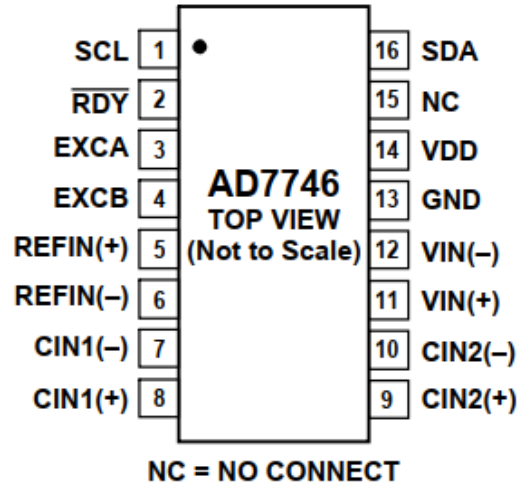 SCL 1 16 SDA
RDY 2 15 NC
EXCA 3 14 VDD
EXCB 4 13 GND
REFIN(+) 5 12 VIN(–)
REFIN(–) 6 11 VIN(+)
CIN1(–) 7 10 CIN2(–)
CIN1(+) 8 9 CIN2(+)
AD7746
TOP VIEW
(Not to Scale)
NC = NO CONNECT